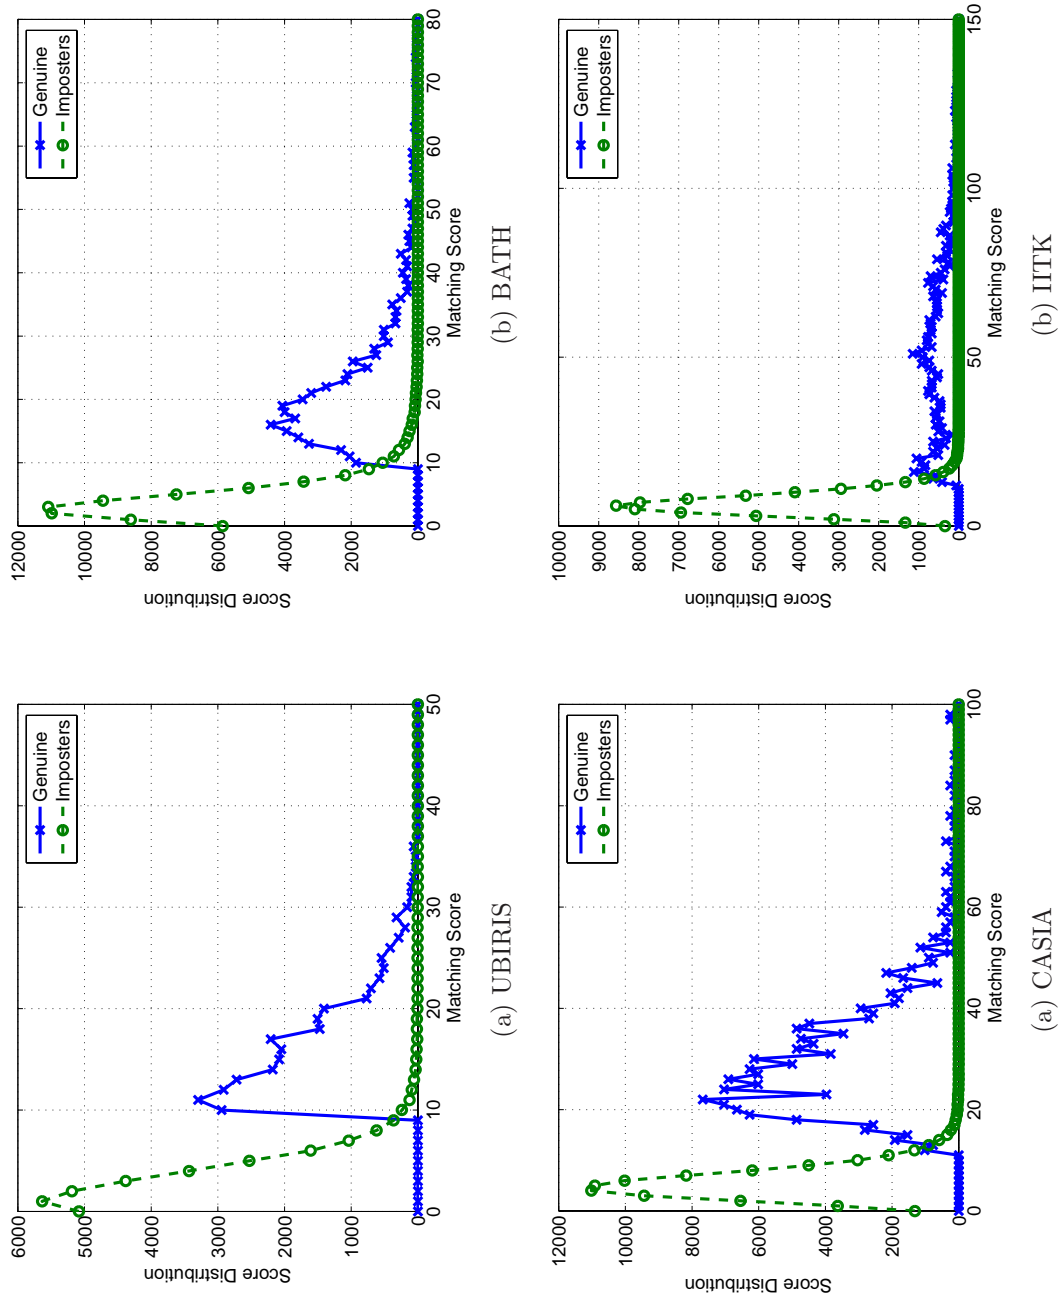 6000
5000
4000
3000
2000
1000
0
Score Distribution
0 10 20 30 40 50
Matching Score
Genuine
Imposters
(a) UBIRIS
12000
10000
8000
6000
4000
2000
0
Score Distribution
0 10 20 30 40 50 60 70 80
Matching Score
Genuine
Imposters
(b) BATH
12000
10000
8000
6000
4000
2000
0
Score Distribution
0 20 40 60 80 100
Matching Score
Genuine
Imposters
(a) CASIA
10000
9000
8000
7000
6000
5000
4000
3000
2000
1000
0
Score Distribution
0 50 100 150
Matching Score
Genuine
Imposters
(b) IITK